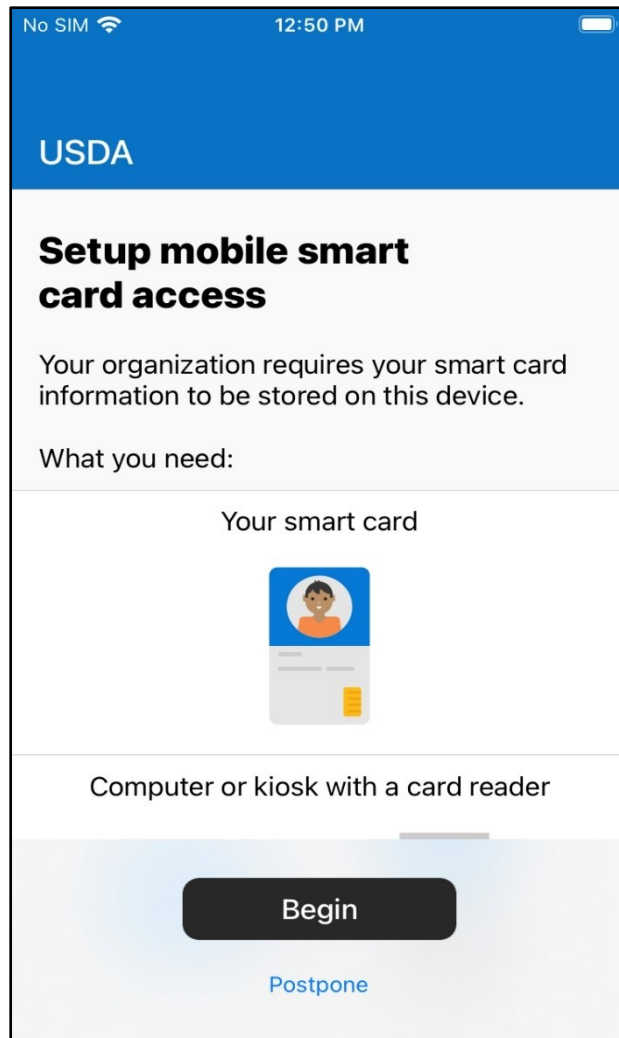 No SIM 12:50 PM
USDA
Setup mobile smart
card access
Your organization requires your smart card
information to be stored on this device.
What you need:
Your smart card
Computer or kiosk with a card reader
Begin
Postpone